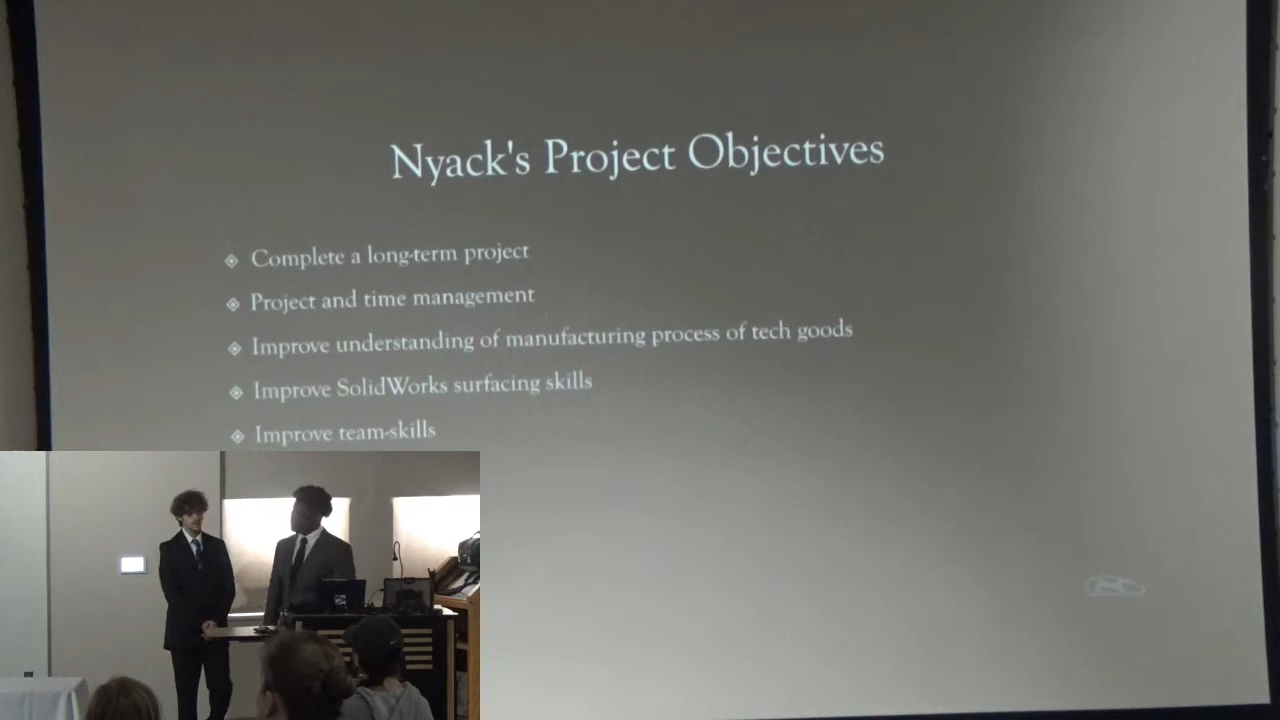 Nyack's Project Objectives
Complete a long-term project
Project and time management
Improve understanding of manufacturing process of tech goods
Improve SolidWorks surfacing skills
Improve team-skills